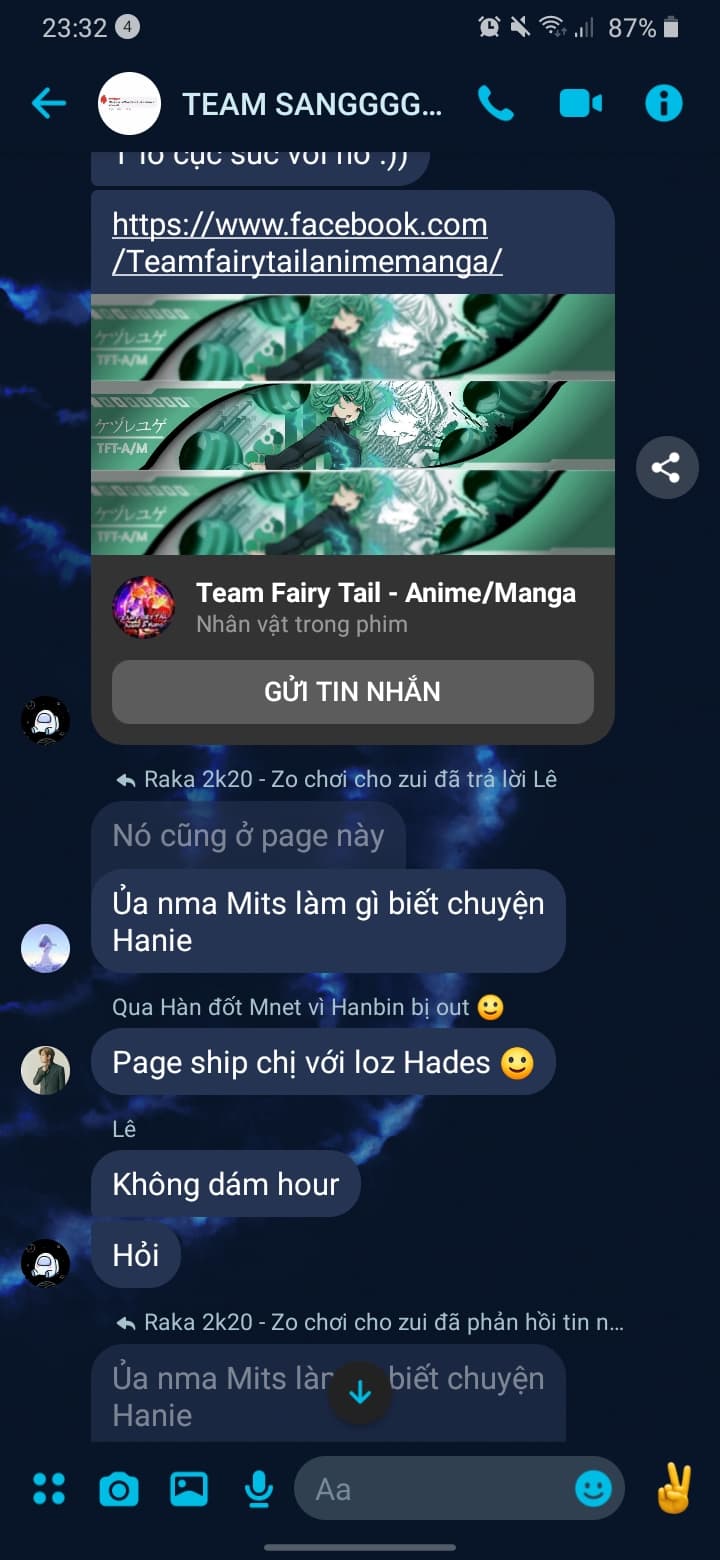 23:32 4 87%
TEAM SANGGGG...
https://www.facebook.com
/Teamfairytailanimemanga/
ケヅレユゲ
TFT-A/M
ケヅレユゲ
TFT-A/M
ケヅレユゲ
TFT-A/M
Team Fairy Tail - Anime/Manga
Nhân vật trong phim
GỬI TIN NHẮN
Raka 2k20 - Zo chơi cho zui đã trả lời Lê
Nó cũng ở page này
Ủa nma Mits làm gì biết chuyện
Hanie
Qua Hàn đốt Mnet vì Hanbin bị out 🙂
Page ship chị với loz Hades 🙂
Lê
Không dám hour
Hỏi
Raka 2k20 - Zo chơi cho zui đã phản hồi tin n...
Ủa nma Mits làm biết chuyện
Hanie
Aa